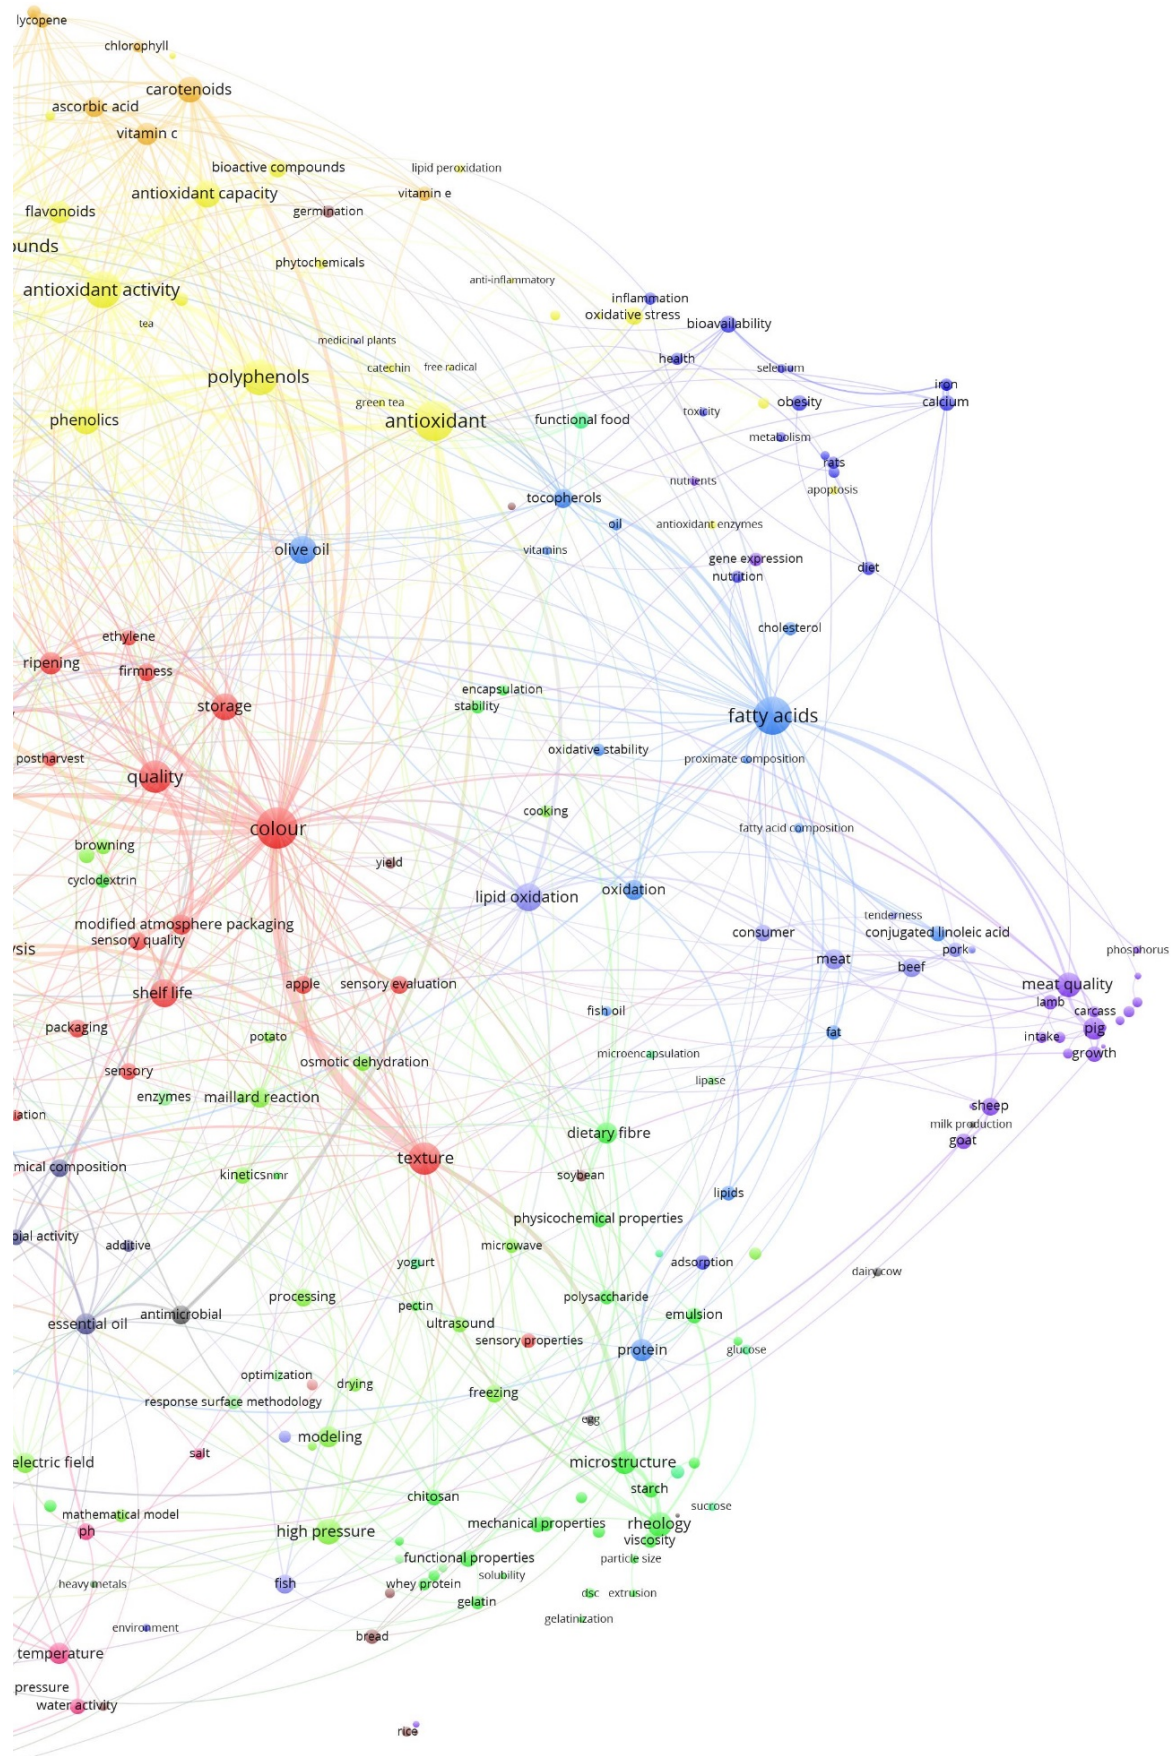 lycopene
chlorophyll
carotenoids
ascorbic acid
vitamin c
bioactive compounds
lipid peroxidation
antioxidant capacity
vitamin e
flavonoids
germination
ounds
phytochemicals
anti-inflammatory
antioxidant activity
inflammation
oxidative stress
bioavailability
tea
medicinal plants
health
catechin
free radical
selenium
polyphenols
iron
green tea
obesity
calcium
toxicity
phenolics
antioxidant
functional food
metabolism
rats
nutrients
apoptosis
tocopherols
oil
antioxidant enzymes
olive oil
vitamins
gene expression
diet
nutrition
cholesterol
ethylene
ripening
firmness
encapsulation
storage
stability
fatty acids
oxidative stability
postharvest
proximate composition
quality
cooking
colour
fatty acid composition
browning
yield
cyclodextrin
oxidation
lipid oxidation
tenderness
modified atmosphere packaging
consumer
conjugated linoleic acid
sensory quality
ysis
pork
phosphorus
meat
beef
shelf life
apple
sensory evaluation
meat quality
lamb
fish oil
carcass
packaging
pig
potato
fat
intake
microencapsulation
growth
osmotic dehydration
sensory
lipase
enzymes
maillard reaction
sheep
iation
milk production
dietary fibre
goat
texture
mical composition
kinetics
nmr
soybean
lipids
physicochemical properties
bial activity
additive
microwave
yogurt
adsorption
dairy cow
processing
polysaccharide
pectin
antimicrobial
emulsion
essential oil
ultrasound
sensory properties
protein
glucose
optimization
drying
freezing
response surface methodology
egg
modeling
salt
electric field
microstructure
starch
chitosan
sucrose
mathematical model
mechanical properties
rheology
ph
high pressure
viscosity
functional properties
particle size
solubility
heavy metals
fish
whey protein
dsc
extrusion
gelatin
gelatinization
environment
bread
temperature
pressure
water activity
rice